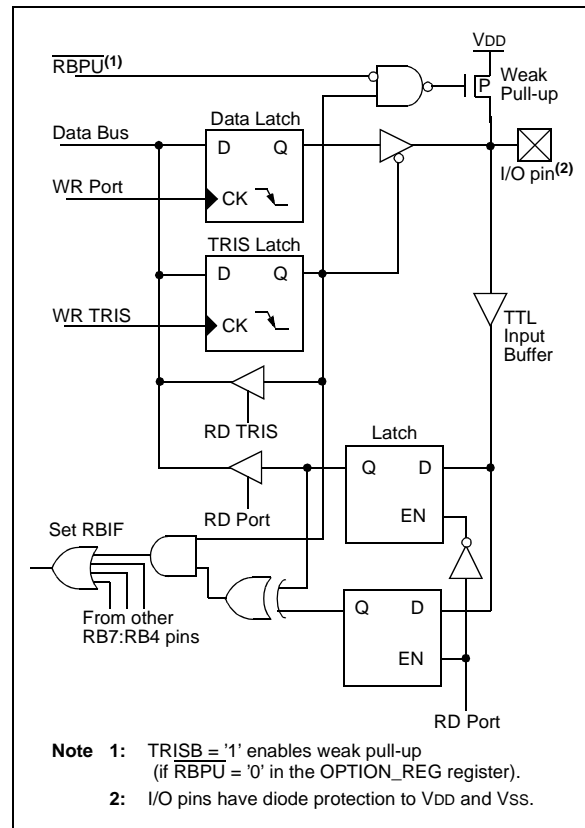 VDD
RBPU(1)
Weak
P
Pull-up
Data Latch
Data Bus
D Q
I/O pin(2)
WR Port
CK
TRIS Latch
D Q
TTL
Input
Buffer
WR TRIS
CK
RD TRIS
Latch
Q D
RD Port
EN
Set RBIF
Q D
From other
RB7:RB4 pins
EN
RD Port
Note 1: TRISB = '1' enables weak pull-up
(if RBPU = '0' in the OPTION_REG register).
2: I/O pins have diode protection to VDD and VSS.